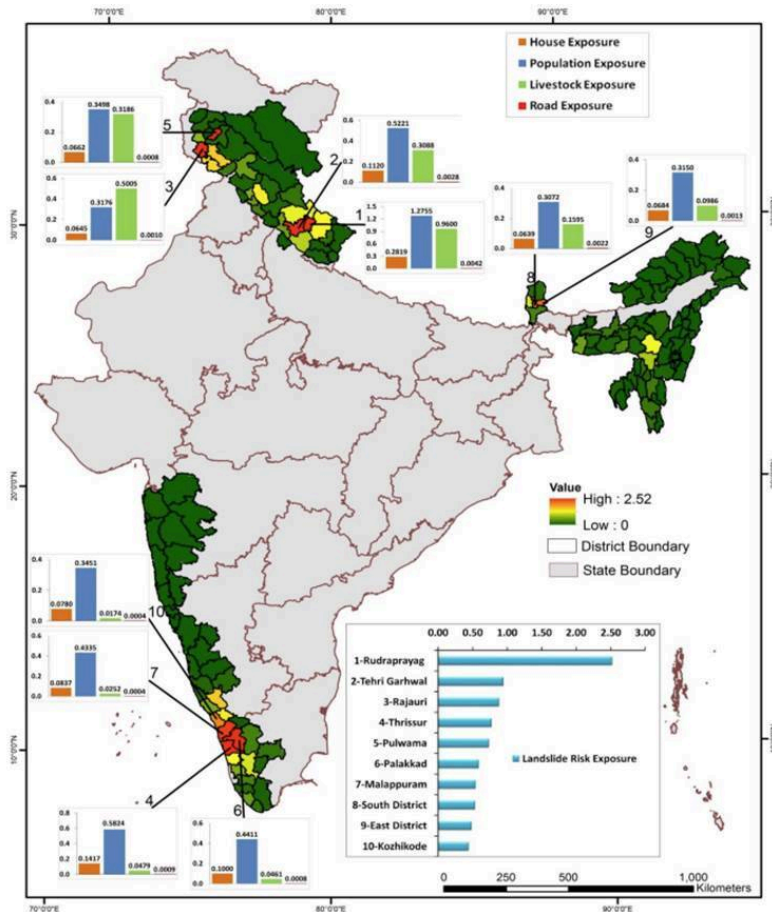 70°0'0"E 80°0'0"E 90°0'0"E
House Exposure
Population Exposure
Livestock Exposure
Road Exposure
0.4
0.2
0.0
0.0662
0.3498
0.3186
0.0008
5
0.6
0.4
0.2
0.0
0.0645
0.3176
0.5005
0.0010
3
0.6
0.4
0.2
0.0
0.1120
0.5221
0.3088
0.0028
2
1.5
1.2
0.9
0.6
0.3
0.0
0.2819
1.2755
0.9600
0.0042
1
0.4
0.2
0.0
0.0639
0.3072
0.1595
0.0022
8
0.4
0.2
0.0
0.0684
0.3150
0.0986
0.0013
9
30°0'0"N
30°0'0"N
20°0'0"N
20°0'0"N
Value
High : 2.52
Low : 0
District Boundary
State Boundary
0.4
0.2
0.0
0.0780
0.3451
0.0174
0.0004
10
0.6
0.4
0.2
0.0
0.0837
0.4335
0.0252
0.0004
7
0.00 0.50 1.00 1.50 2.00 2.50 3.00
1-Rudraprayag
2-Tehri Garhwal
3-Rajauri
4-Thrissur
5-Pulwama
6-Palakkad
7-Malappuram
8-South District
9-East District
10-Kozhikode
Landslide Risk Exposure
10°0'0"N
10°0'0"N
4
6
0.8
0.6
0.4
0.2
0.0
0.1417
0.5824
0.0479
0.0009
0.6
0.4
0.2
0.0
0.1000
0.4411
0.0461
0.0008
0 250 500 1,000
Kilometers
70°0'0"E 80°0'0"E 90°0'0"E